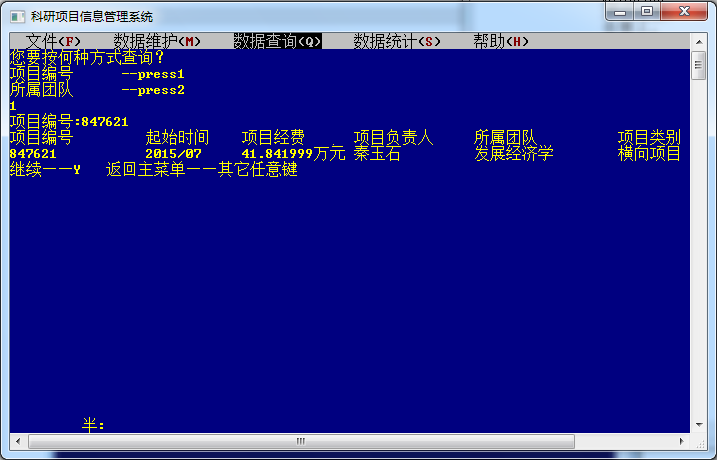 科研项目信息管理系统
文件(F) 数据维护(M) 数据查询(Q) 数据统计(S) 帮助(H)
您要按何种方式查询?
项目编号 --press1
所属团队 --press2
1
项目编号:847621
项目编号 起始时间 项目经费 项目负责人 所属团队 项目类别
847621 2015/07 41.841999万元 秦玉石 发展经济学 横向项目
继续——Y 返回主菜单——其它任意键
半: